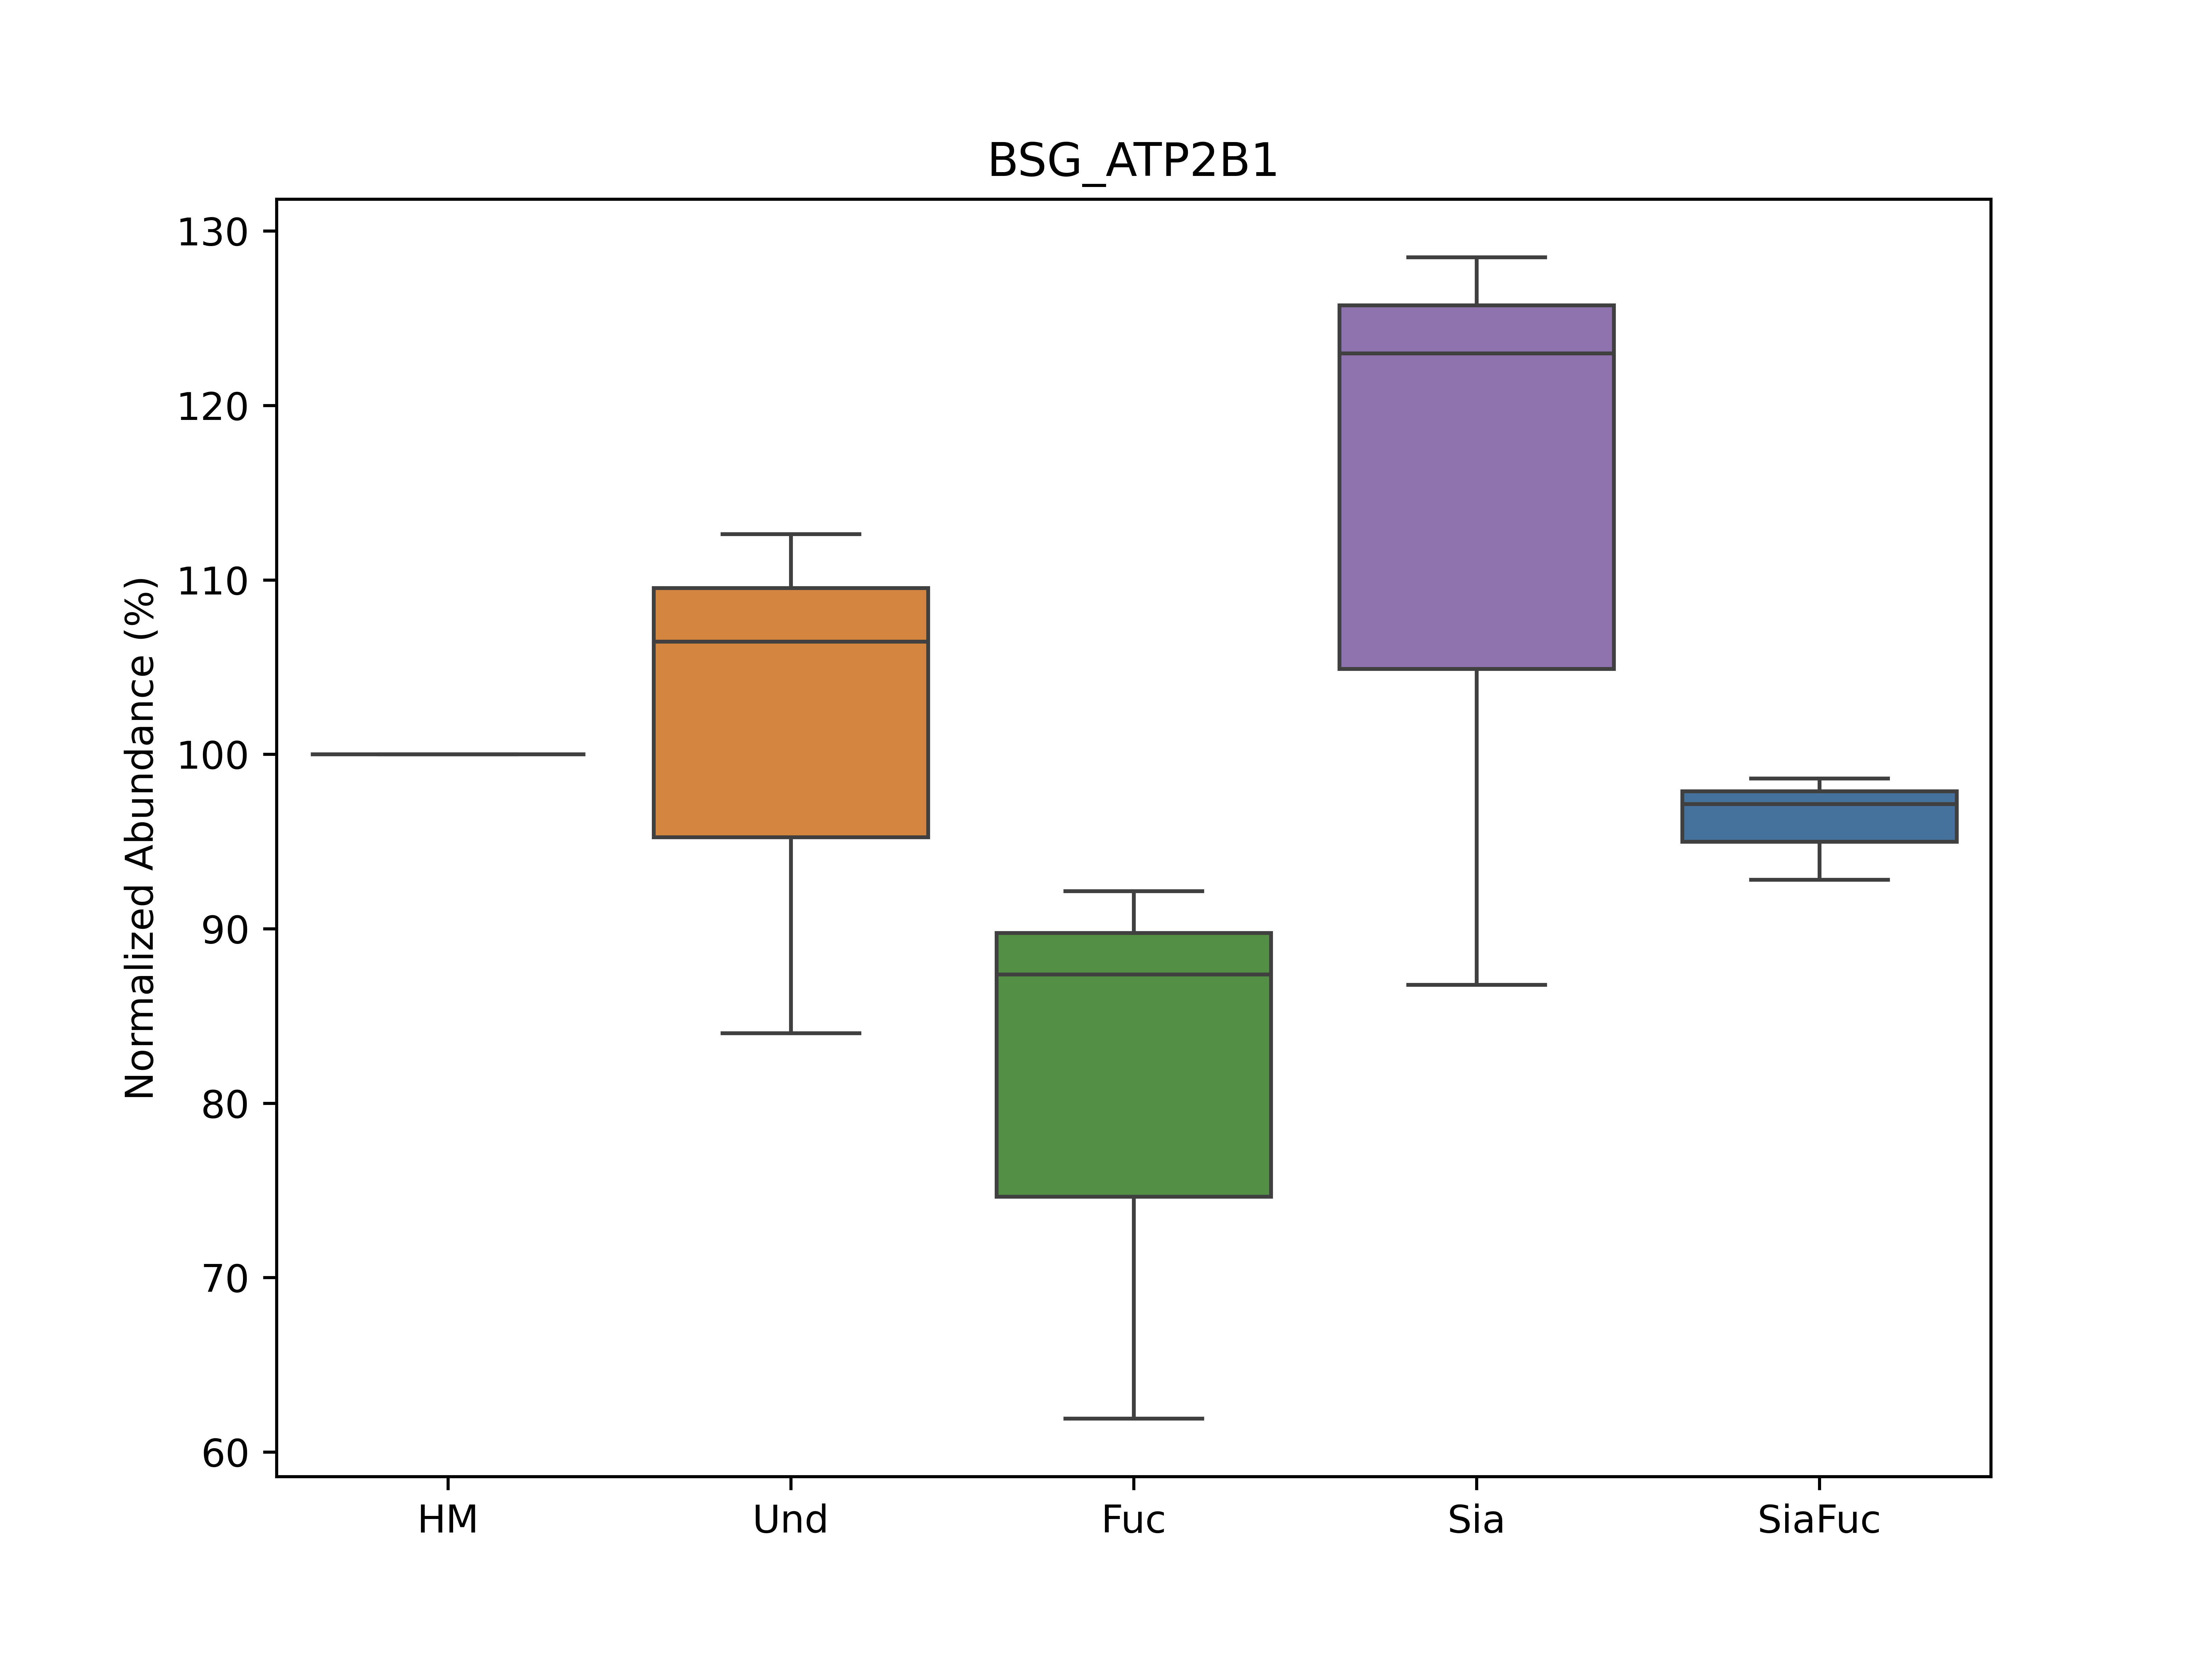 BSG_ATP2B1
Normalized Abundance (%)
130
120
110
100
90
80
70
60
HM Und Fuc Sia SiaFuc